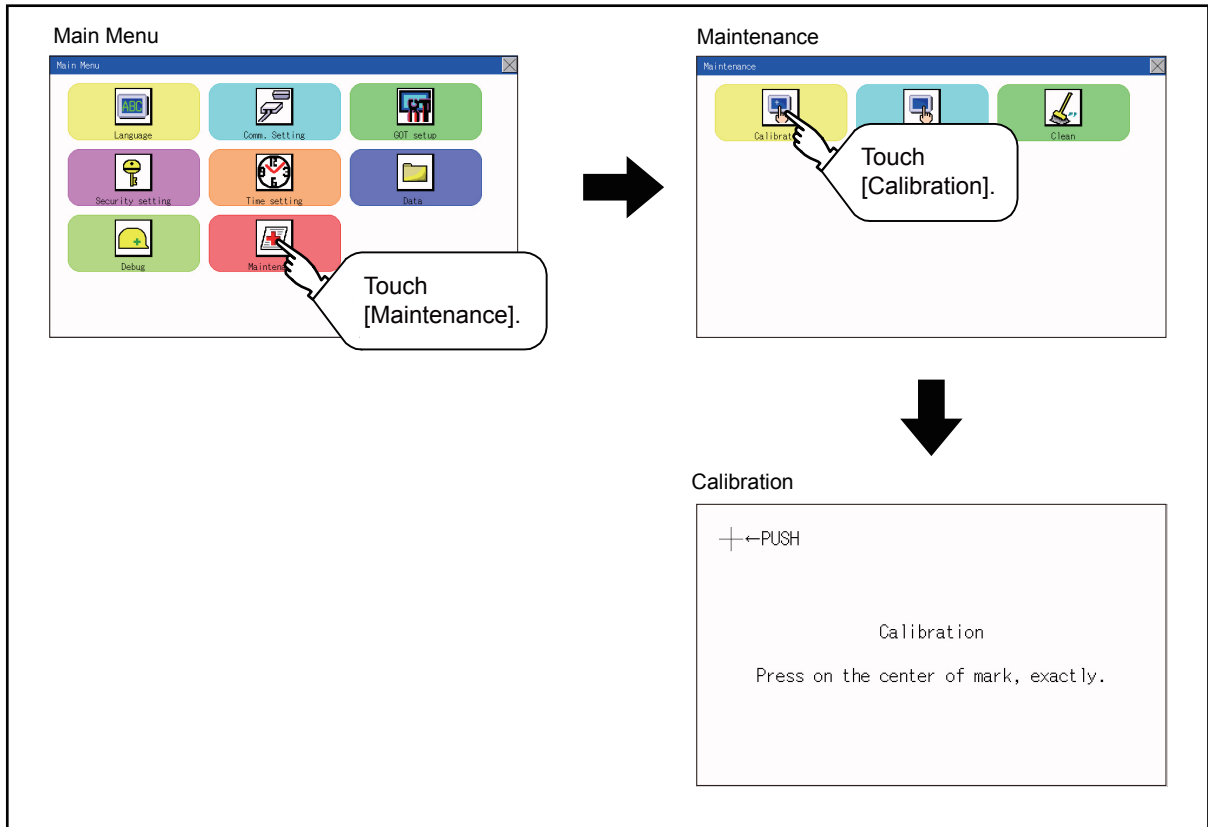 Main Menu
Main Menu
Language
Comm. Setting
GOT setup
Security setting
Time setting
Data
Debug
Touch
[Maintenance].
Maintenance
Maintenance
Clean
Touch
[Calibration].
Calibration
←PUSH
Calibration
Press on the center of mark, exactly.